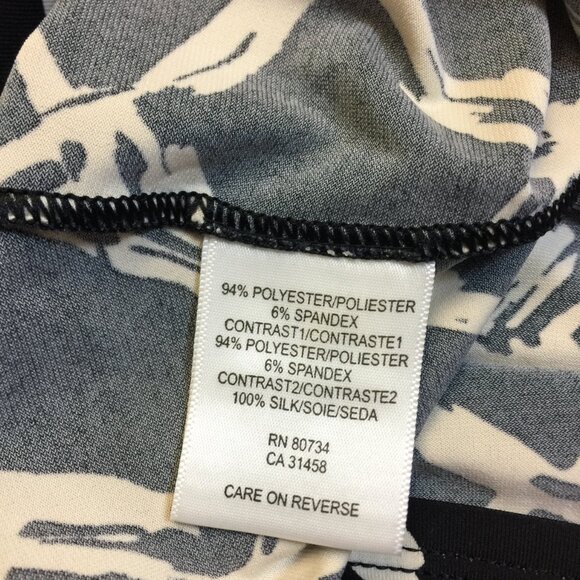 94% POLYESTER/POLIESTER
6% SPANDEX
CONTRAST1/CONTRASTE1
94% POLYESTER/POLIESTER
6% SPANDEX
CONTRAST2/CONTRASTE2
100% SILK/SOIE/SEDA
RN 80734
CA 31458
CARE ON REVERSE